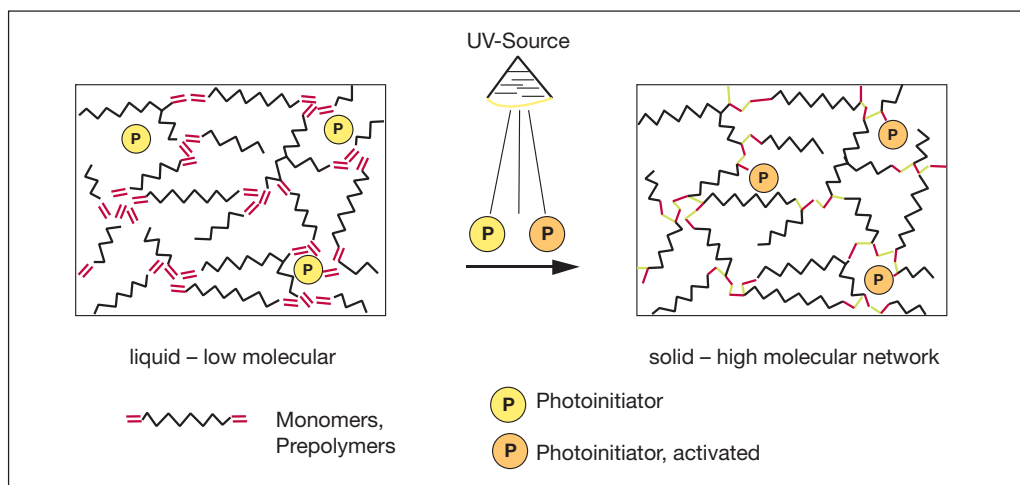 UV-Source
P
P
P
P
P
P
P
P
liquid – low molecular
solid – high molecular network
Monomers,
Prepolymers
P Photoinitiator
P Photoinitiator, activated